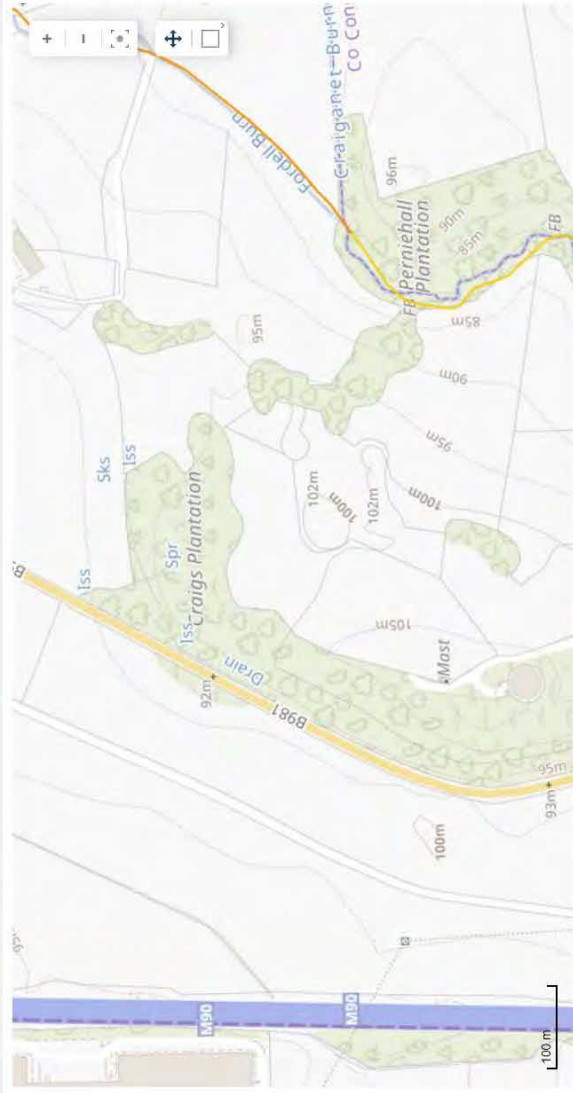 + -
B9
Craiganet Burn
Co Con
Fordell Burn
96m
90m
85m
Perniehall
Plantation
FB
FB
85m
90m
95m
95m
100m
102m
100m
102m
Sks
Iss
Iss
Spr
Iss
Craigs Plantation
Drain
92m
B981
105m
Mast
95m
93m
100m
M90
M90
100 m